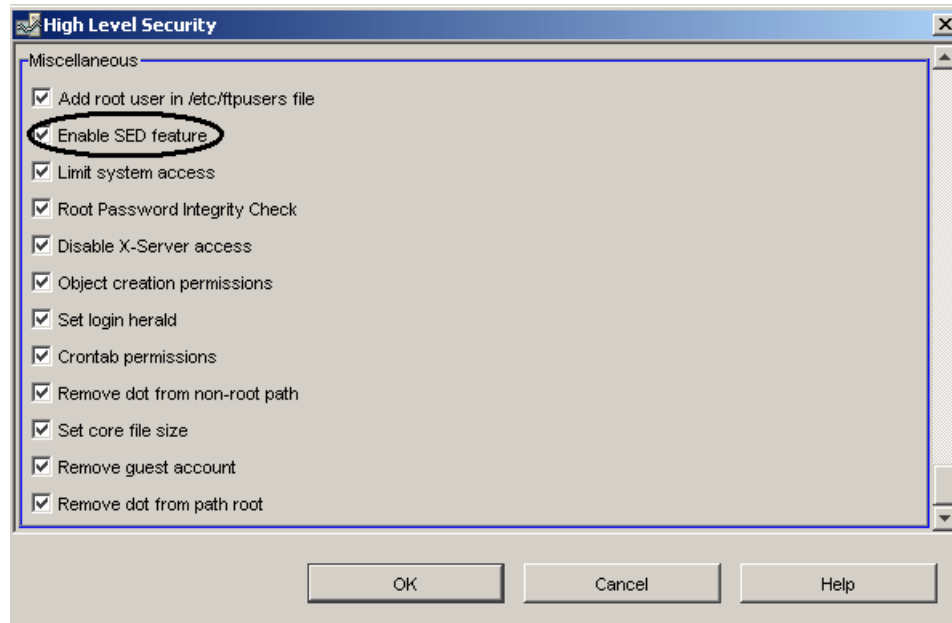 High Level Security
Miscellaneous
Add root user in /etc/ftpusers file
Enable SED feature
Limit system access
Root Password Integrity Check
Disable X-Server access
Object creation permissions
Set login herald
Crontab permissions
Remove dot from non-root path
Set core file size
Remove guest account
Remove dot from path root
OK Cancel Help